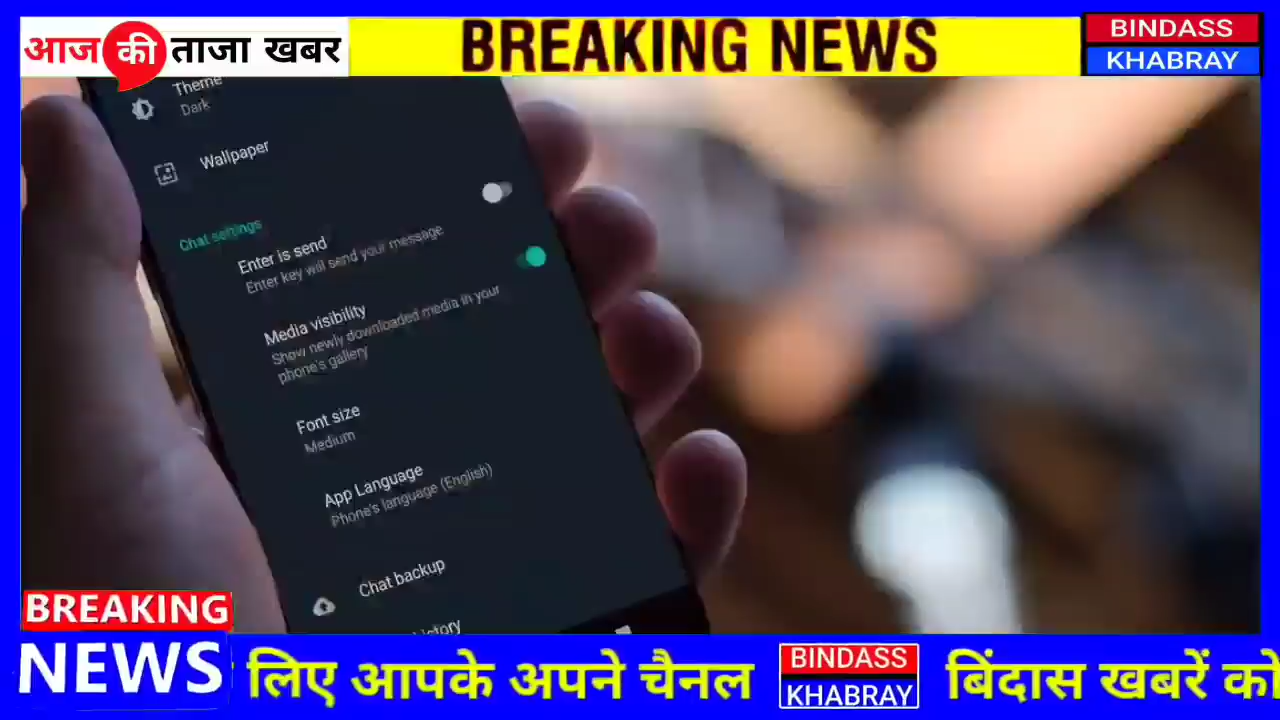 आज की ताजा खबर
BREAKING NEWS
BINDASS
KHABRAY
Theme
Dark
Wallpaper
Chat settings
Enter is send
Enter key will send your message
Media visibility
Show newly downloaded media in your
phone's gallery
Font size
Medium
App Language
Phone's language (English)
Chat backup
BREAKING
NEWS
लिए आपके अपने चैनल
BINDASS
KHABRAY
बिंदास खबरें को